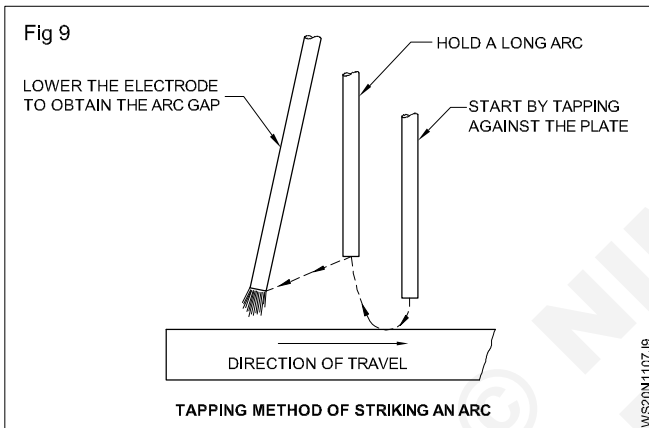 Fig 9
HOLD A LONG ARC
LOWER THE ELECTRODE
TO OBTAIN THE ARC GAP
START BY TAPPING
AGAINST THE PLATE
DIRECTION OF TRAVEL
TAPPING METHOD OF STRIKING AN ARC
© NI